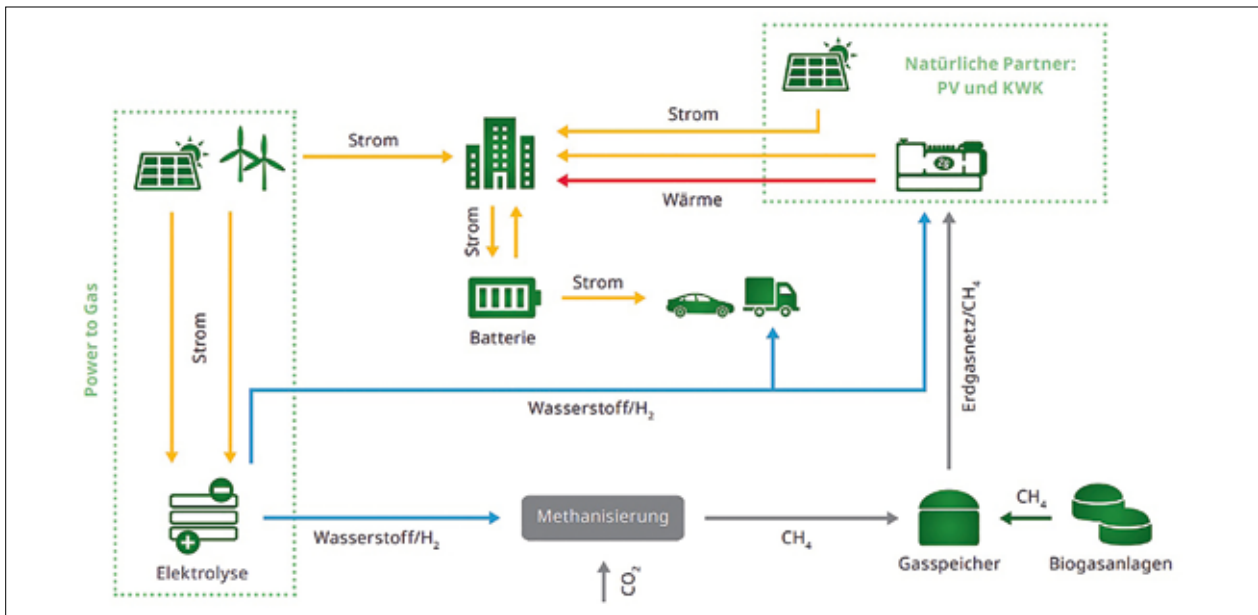 Natürliche Partner:
PV und KWK
Strom
Strom
Wärme
Strom
Strom
Batterie
Power to Gas
Strom
Wasserstoff/H₂
Erdgasnetz/CH₄
Elektrolyse
Wasserstoff/H₂
Methanisierung
CO₂
CH₄
Gasspeicher
CH₄
Biogasanlagen